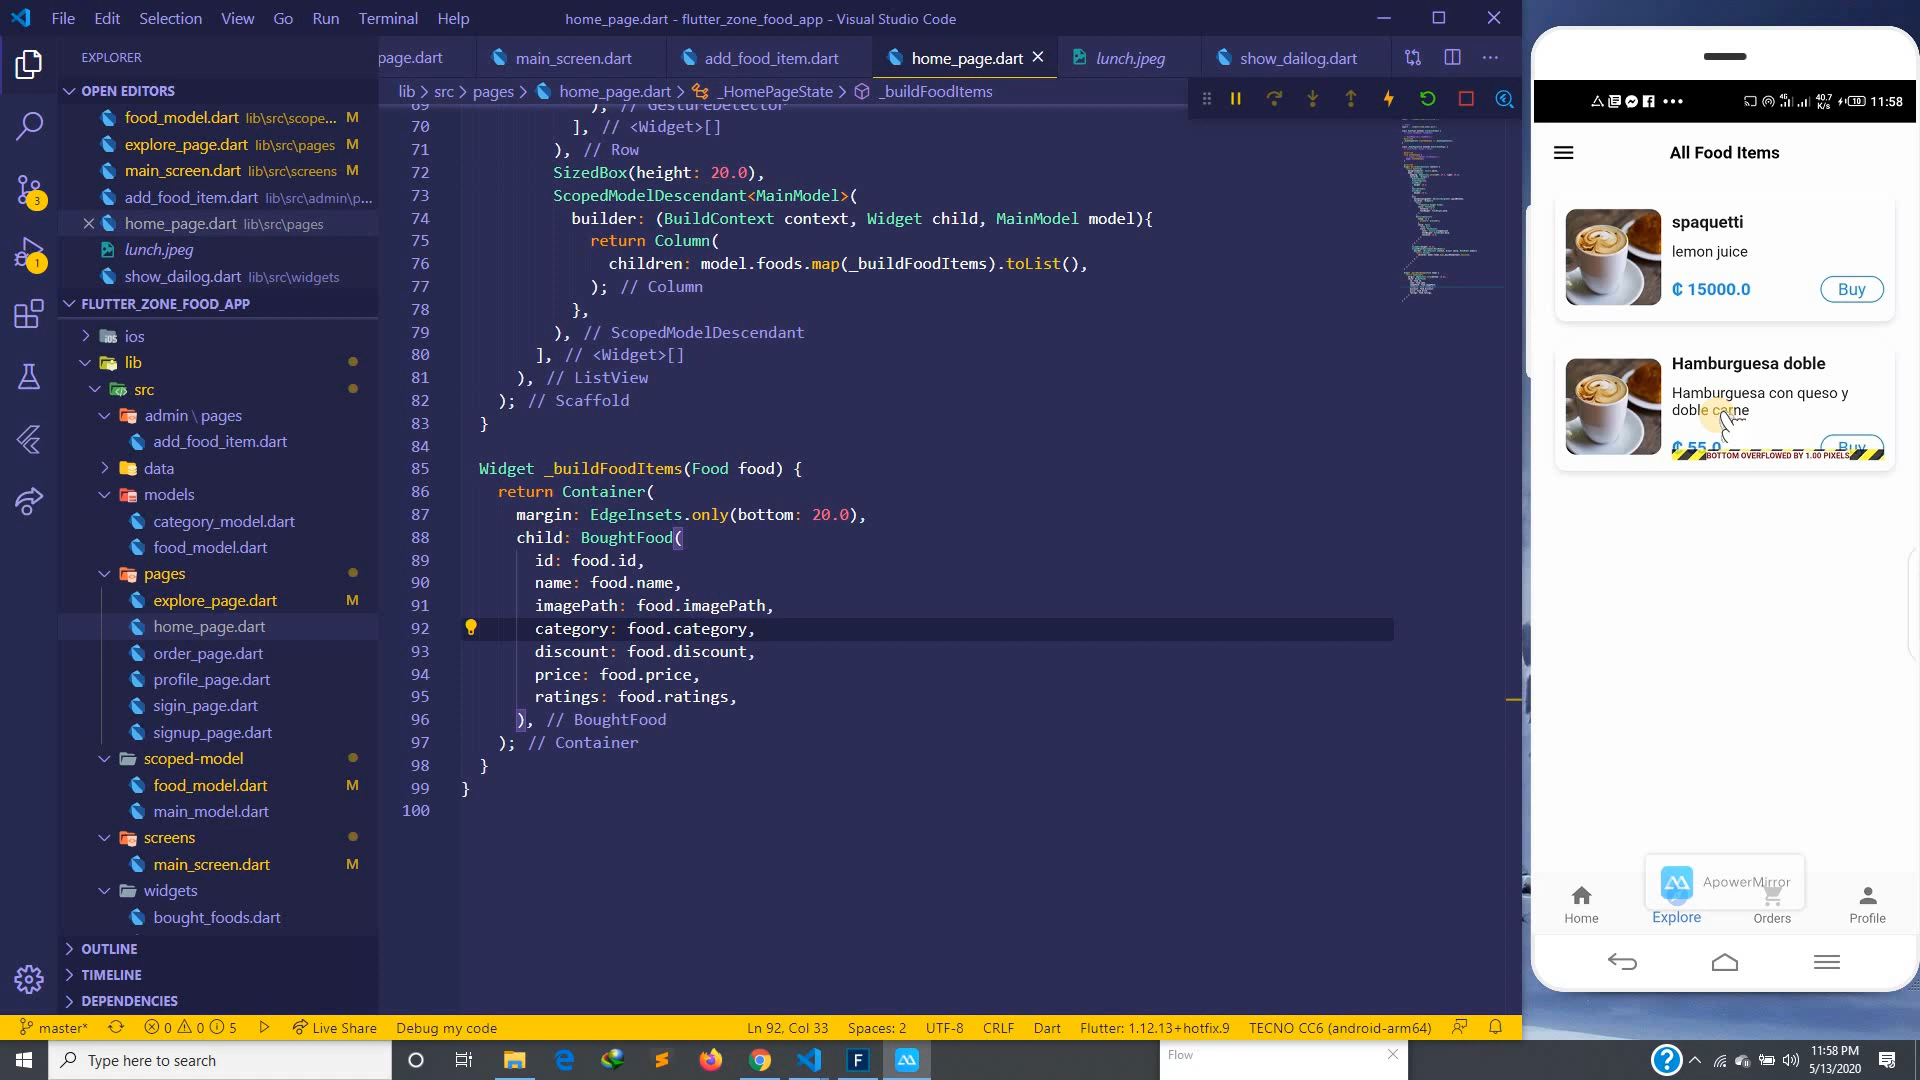 File Edit Selection View Go Run Terminal Help
home_page.dart - flutter_zone_food_app - Visual Studio Code
EXPLORER
page.dart
main_screen.dart
add_food_item.dart
home_page.dart
lunch.jpeg
show_dailog.dart
OPEN EDITORS
food_model.dart lib\src\scope... M
explore_page.dart lib\src\pages M
main_screen.dart lib\src\screens M
add_food_item.dart lib\src\admin\p...
home_page.dart lib\src\pages
lunch.jpeg
show_dailog.dart lib\src\widgets
FLUTTER_ZONE_FOOD_APP
ios
lib
src
admin \ pages
add_food_item.dart
data
models
category_model.dart
food_model.dart
pages
explore_page.dart M
home_page.dart
order_page.dart
profile_page.dart
sigin_page.dart
signup_page.dart
scoped-model
food_model.dart M
main_model.dart
screens
main_screen.dart M
widgets
bought_foods.dart
OUTLINE
TIMELINE
DEPENDENCIES
3
1
lib > src > pages > home_page.dart > _HomePageState > _buildFoodItems
69 ), // GestureDetector
70 ], // <Widget>[]
71 ), // Row
72 SizedBox(height: 20.0),
73 ScopedModelDescendant<MainModel>(
74 builder: (BuildContext context, Widget child, MainModel model){
75 return Column(
76 children: model.foods.map(_buildFoodItems).toList(),
77 ); // Column
78 },
79 ), // ScopedModelDescendant
80 ], // <Widget>[]
81 ), // ListView
82 ); // Scaffold
83 }
84
85 Widget _buildFoodItems(Food food) {
86 return Container(
87 margin: EdgeInsets.only(bottom: 20.0),
88 child: BoughtFood(
89 id: food.id,
90 name: food.name,
91 imagePath: food.imagePath,
92 category: food.category,
93 discount: food.discount,
94 price: food.price,
95 ratings: food.ratings,
96 ), // BoughtFood
97 ); // Container
98 }
99 }
100
11:58
All Food Items
spaquetti
lemon juice
₵ 15000.0
Buy
Hamburguesa doble
Hamburguesa con queso y
doble carne
₵ 55.0
Buy
BOTTOM OVERFLOWED BY 1.00 PIXELS
ApowerMirror
Home
Explore
Orders
Profile
master* 0 0 5 Live Share Debug my code
Ln 92, Col 33 Spaces: 2 UTF-8 CRLF Dart Flutter: 1.12.13+hotfix.9 TECNO CC6 (android-arm64)
Type here to search
Flow
11:58 PM
5/13/2020